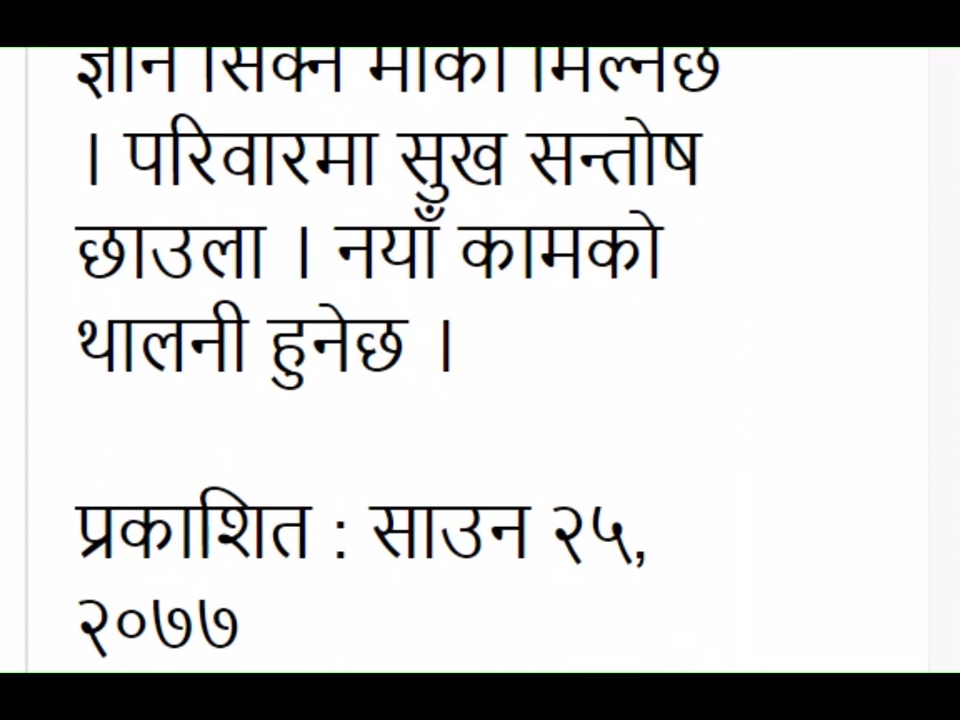 ज्ञान सिक्ने मौका मिल्नेछ
। परिवारमा सुख सन्तोष
छाउला । नयाँ कामको
थालनी हुनेछ ।
प्रकाशित : साउन २५,
२०७७